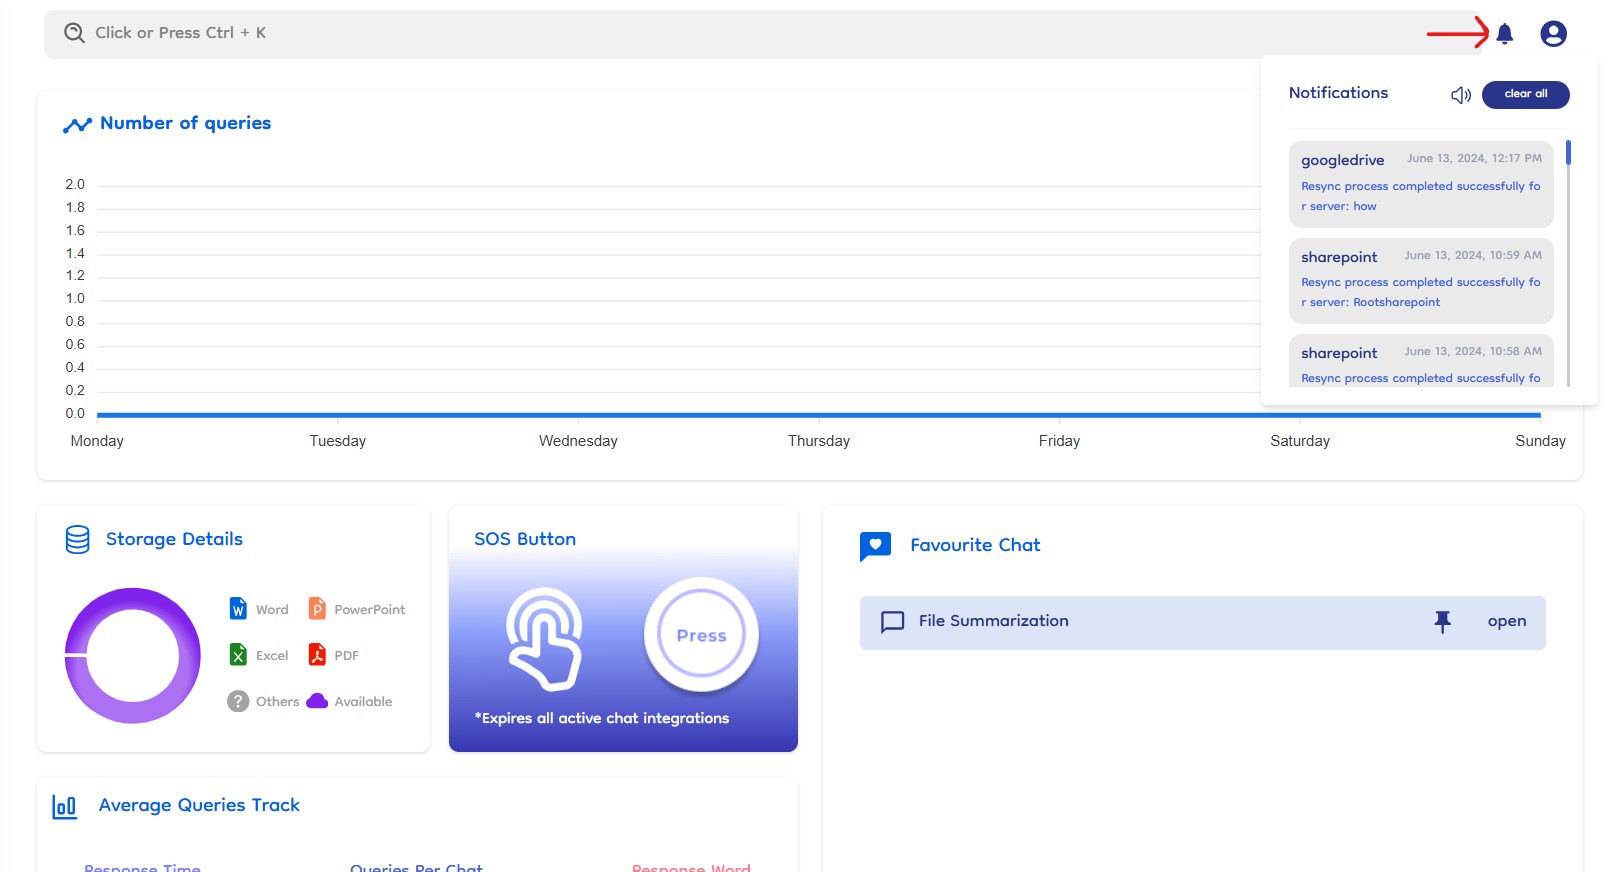 Click or Press Ctrl + K
Notifications
clear all
googledrive
June 13, 2024, 12:17 PM
Resync process completed successfully fo
r server: how
sharepoint
June 13, 2024, 10:59 AM
Resync process completed successfully fo
r server: Rootsharepoint
sharepoint
June 13, 2024, 10:58 AM
Resync process completed successfully fo
Number of queries
2.0
1.8
1.6
1.4
1.2
1.0
0.8
0.6
0.4
0.2
0.0
Monday
Tuesday
Wednesday
Thursday
Friday
Saturday
Sunday
Storage Details
W Word
P PowerPoint
X Excel
PDF
? Others
Available
SOS Button
Press
*Expires all active chat integrations
Favourite Chat
File Summarization
open
Average Queries Track
Response Time
Queries Per Chat
Response Word